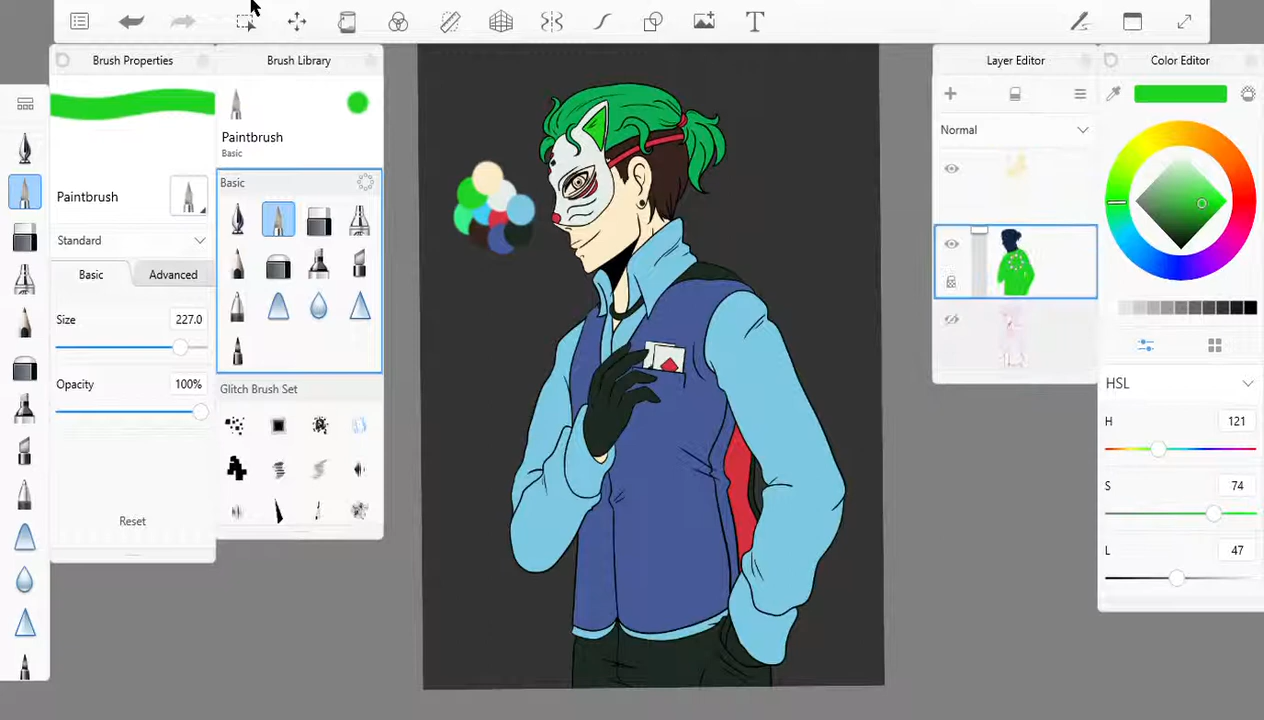 Brush Properties
Paintbrush
Standard
Basic
Advanced
Size
227.0
Opacity
100%
Reset
Brush Library
Paintbrush
Basic
Basic
Glitch Brush Set
Layer Editor
Normal
Color Editor
HSL
H
121
S
74
L
47